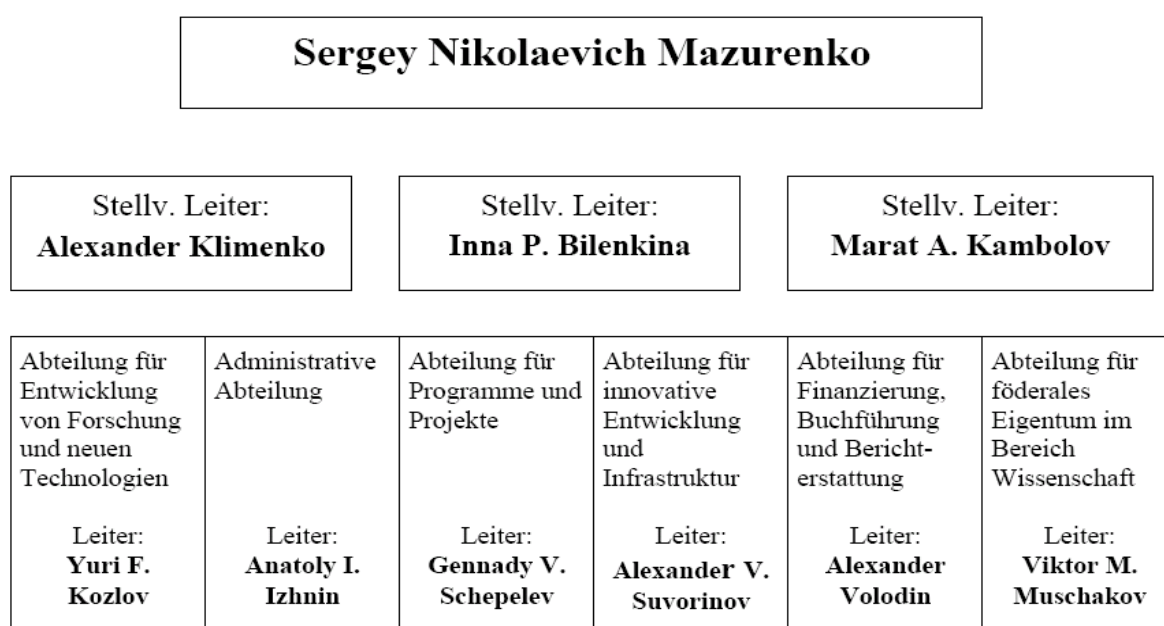 Sergey Nikolaevich Mazurenko
Stellv. Leiter:
Alexander Klimenko
Stellv. Leiter:
Inna P. Bilenkina
Stellv. Leiter:
Marat A. Kambolov
Abteilung für
Entwicklung
von Forschung
und neuen
Technologien
Leiter:
Yuri F.
Kozlov
Administrative
Abteilung
Leiter:
Anatoly I.
Izhnin
Abteilung für
Programme und
Projekte
Leiter:
Gennady V.
Schepelev
Abteilung für
innovative
Entwicklung
und
Infrastruktur
Leiter:
Alexander V.
Suvorinov
Abteilung für
Finanzierung,
Buchführung
und Bericht-
erstattung
Leiter:
Alexander
Volodin
Abteilung für
föderales
Eigentum im
Bereich
Wissenschaft
Leiter:
Viktor M.
Muschakov